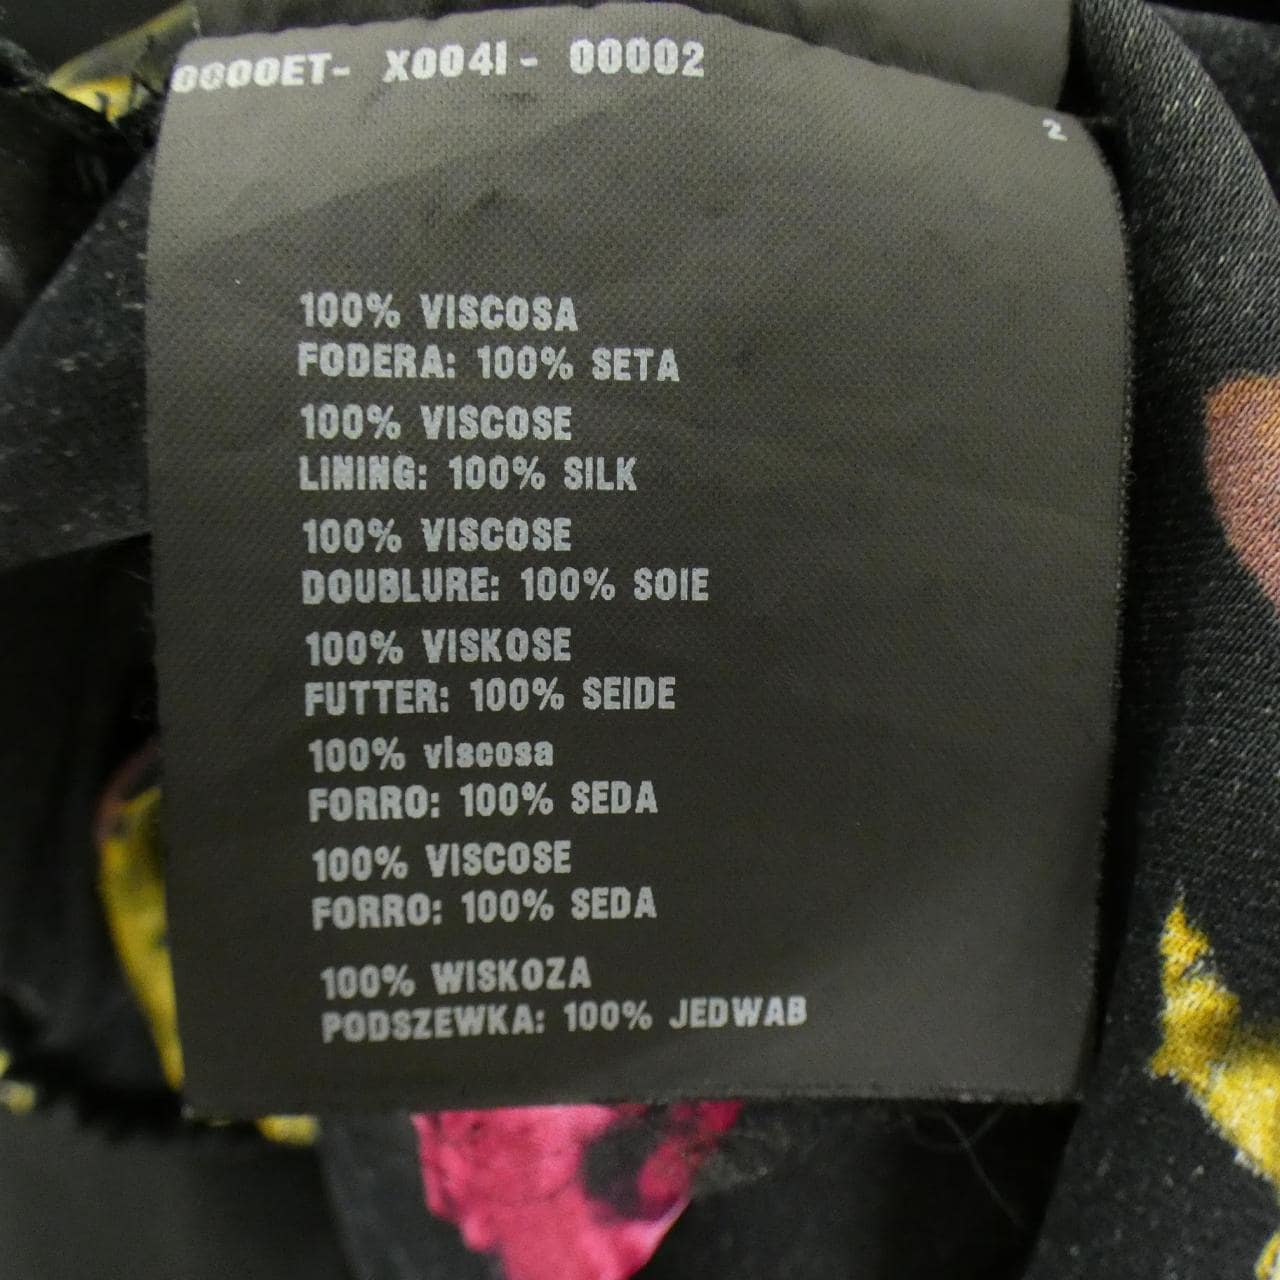 0000ET- X004I - 00002
2
100% VISCOSA
FODERA: 100% SETA
100% VISCOSE
LINING: 100% SILK
100% VISCOSE
DOUBLURE: 100% SOIE
100% VISKOSE
FUTTER: 100% SEIDE
100% viscosa
FORRO: 100% SEDA
100% VISCOSE
FORRO: 100% SEDA
100% WISKOZA
PODSZEWKA: 100% JEDWAB